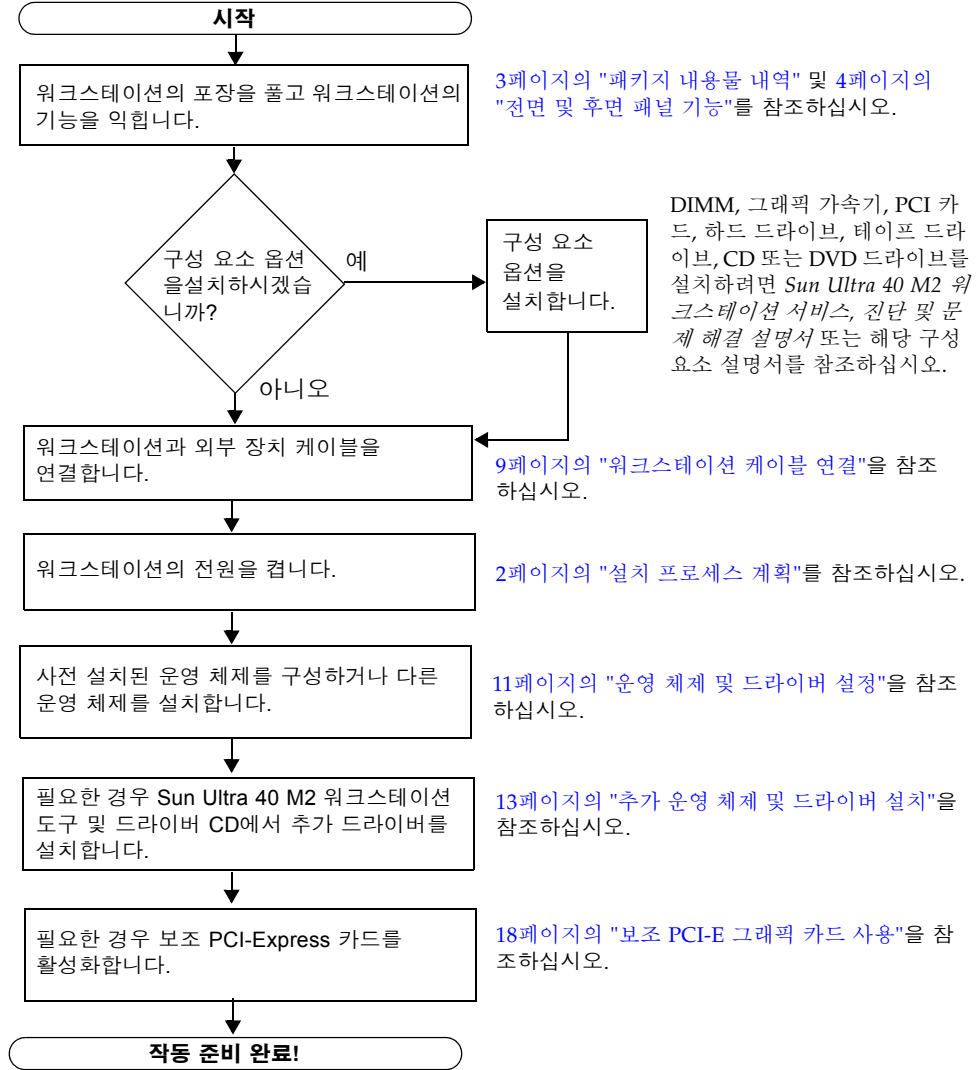 시작
워크스테이션의 포장을 풀고 워크스테이션의
기능을 익힙니다.
3페이지의 "패키지 내용물 내역" 및 4페이지의
"전면 및 후면 패널 기능"를 참조하십시오.
구성 요소 옵션
을설치하시겠습
니까?
예
아니오
구성 요소
옵션을
설치합니다.
DIMM, 그래픽 가속기, PCI 카
드, 하드 드라이브, 테이프 드라
이브, CD 또는 DVD 드라이브를
설치하려면 Sun Ultra 40 M2 워
크스테이션 서비스, 진단 및 문
제 해결 설명서 또는 해당 구성
요소 설명서를 참조하십시오.
워크스테이션과 외부 장치 케이블을
연결합니다.
9페이지의 "워크스테이션 케이블 연결"을 참조
하십시오.
워크스테이션의 전원을 켭니다.
2페이지의 "설치 프로세스 계획"를 참조하십시오.
사전 설치된 운영 체제를 구성하거나 다른
운영 체제를 설치합니다.
11페이지의 "운영 체제 및 드라이버 설정"을 참조
하십시오.
필요한 경우 Sun Ultra 40 M2 워크스테이션
도구 및 드라이버 CD에서 추가 드라이버를
설치합니다.
13페이지의 "추가 운영 체제 및 드라이버 설치"을
참조하십시오.
필요한 경우 보조 PCI-Express 카드를
활성화합니다.
18페이지의 "보조 PCI-E 그래픽 카드 사용"을 참
조하십시오.
작동 준비 완료!